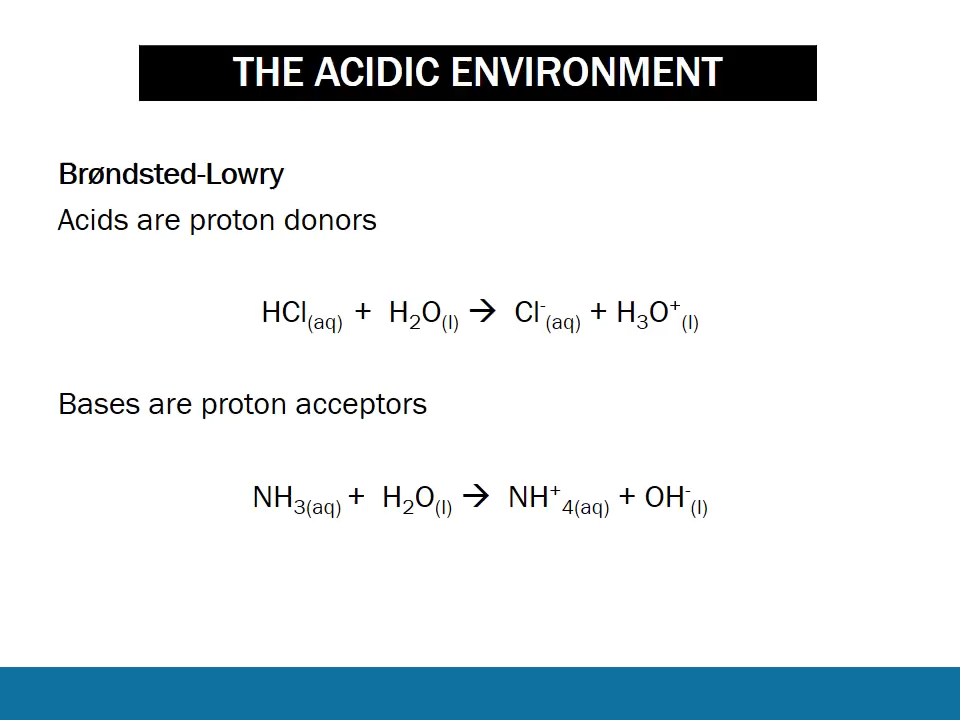 THE ACIDIC ENVIRONMENT
Brøndsted-Lowry
Acids are proton donors
HCl(aq) + H2O(l) → Cl-(aq) + H3O+(l)
Bases are proton acceptors
NH3(aq) + H2O(l) → NH+4(aq) + OH-(l)